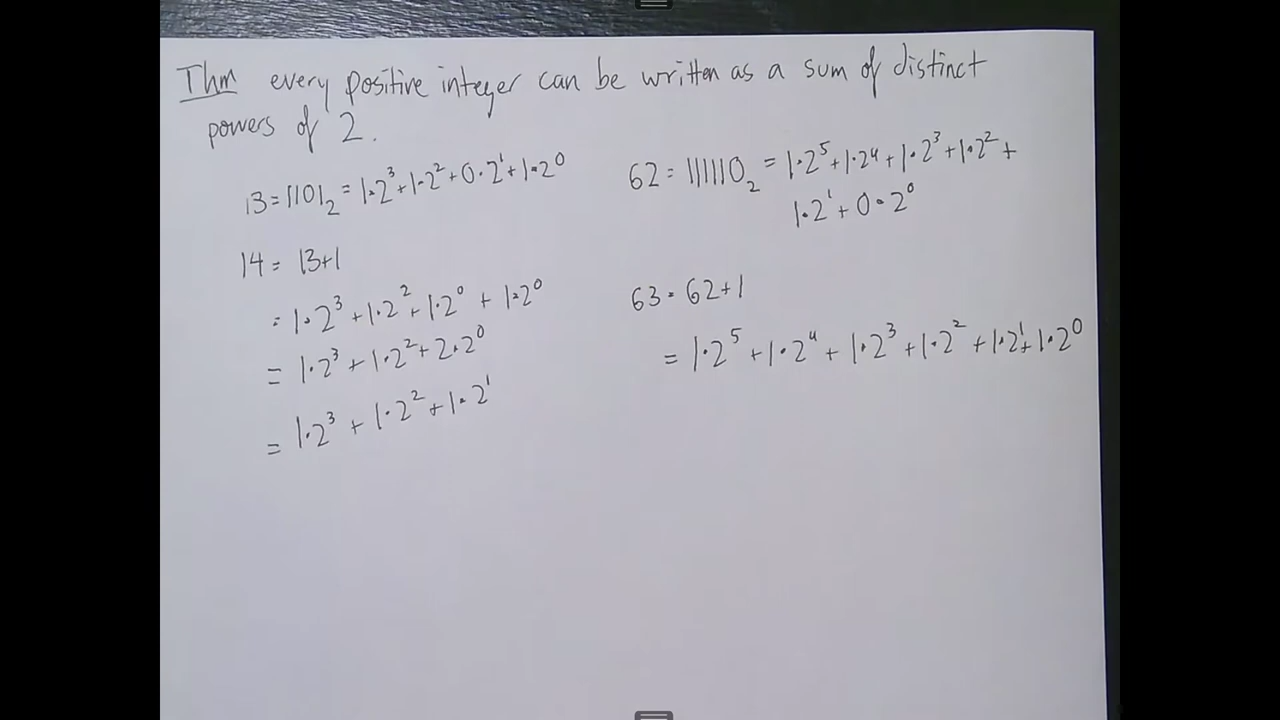 Thm every positive integer can be written as a sum of distinct
powers of 2.
13 = 1101₂ = 1·2³+1·2²+0·2¹+1·2⁰
14 = 13+1
= 1·2³+1·2²+1·2⁰ + 1·2⁰
= 1·2³ + 1·2²+2·2⁰
= 1·2³ + 1·2²+1·2¹
62 = 111110₂ = 1·2⁵+1·2⁴+1·2³+1·2²+
1·2¹ + 0·2⁰
63 = 62+1
= 1·2⁵ +1·2⁴ + 1·2³+1·2² +1·2¹+1·2⁰